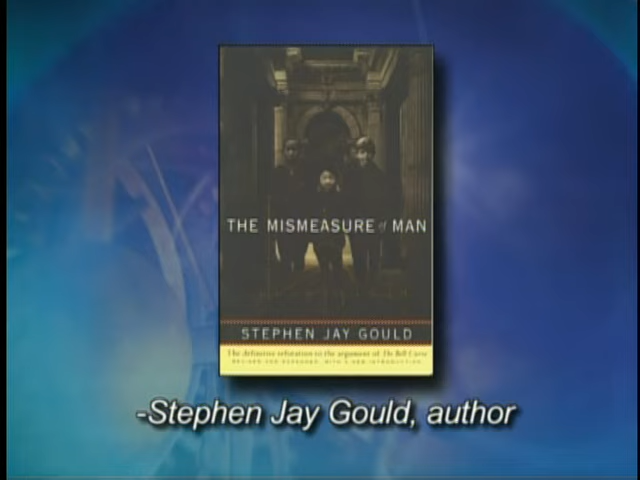 THE MISMEASURE of MAN
STEPHEN JAY GOULD
The definitive refutation to the argument of The Bell Curve
REVISED AND EXPANDED, WITH A NEW INTRODUCTION
-Stephen Jay Gould, author